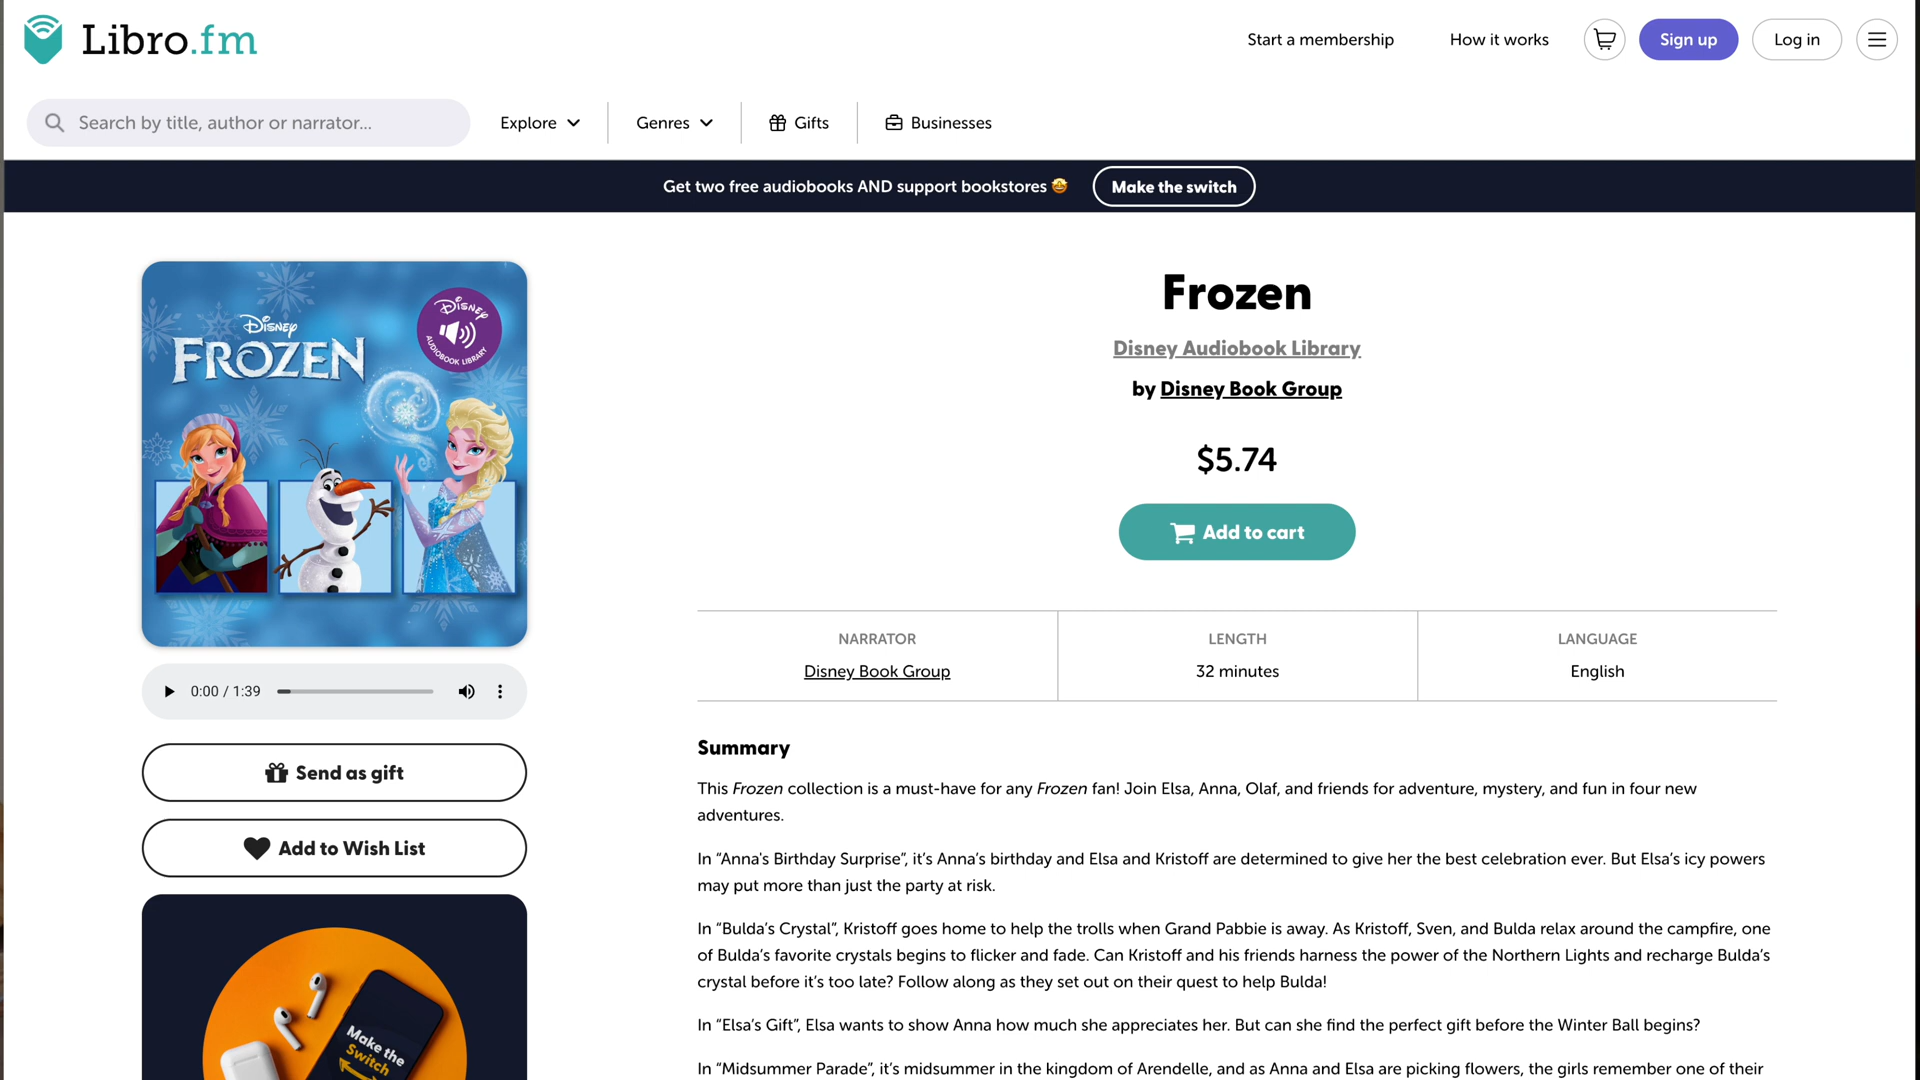 Libro.fm
Start a membership
How it works
Sign up
Log in
Search by title, author or narrator...
Explore
Genres
Gifts
Businesses
Get two free audiobooks AND support bookstores 🤩
Make the switch
Disney
AUDIOBOOK LIBRARY
Disney
FROZEN
0:00 / 1:39
Send as gift
Add to Wish List
Make the
Switch
Frozen
Disney Audiobook Library
by Disney Book Group
$5.74
Add to cart
NARRATOR
Disney Book Group
LENGTH
32 minutes
LANGUAGE
English
Summary
This Frozen collection is a must-have for any Frozen fan! Join Elsa, Anna, Olaf, and friends for adventure, mystery, and fun in four new
adventures.
In “Anna's Birthday Surprise”, it’s Anna’s birthday and Elsa and Kristoff are determined to give her the best celebration ever. But Elsa’s icy powers
may put more than just the party at risk.
In “Bulda’s Crystal”, Kristoff goes home to help the trolls when Grand Pabbie is away. As Kristoff, Sven, and Bulda relax around the campfire, one
of Bulda’s favorite crystals begins to flicker and fade. Can Kristoff and his friends harness the power of the Northern Lights and recharge Bulda’s
crystal before it’s too late? Follow along as they set out on their quest to help Bulda!
In “Elsa’s Gift”, Elsa wants to show Anna how much she appreciates her. But can she find the perfect gift before the Winter Ball begins?
In “Midsummer Parade”, it’s midsummer in the kingdom of Arendelle, and as Anna and Elsa are picking flowers, the girls remember one of their